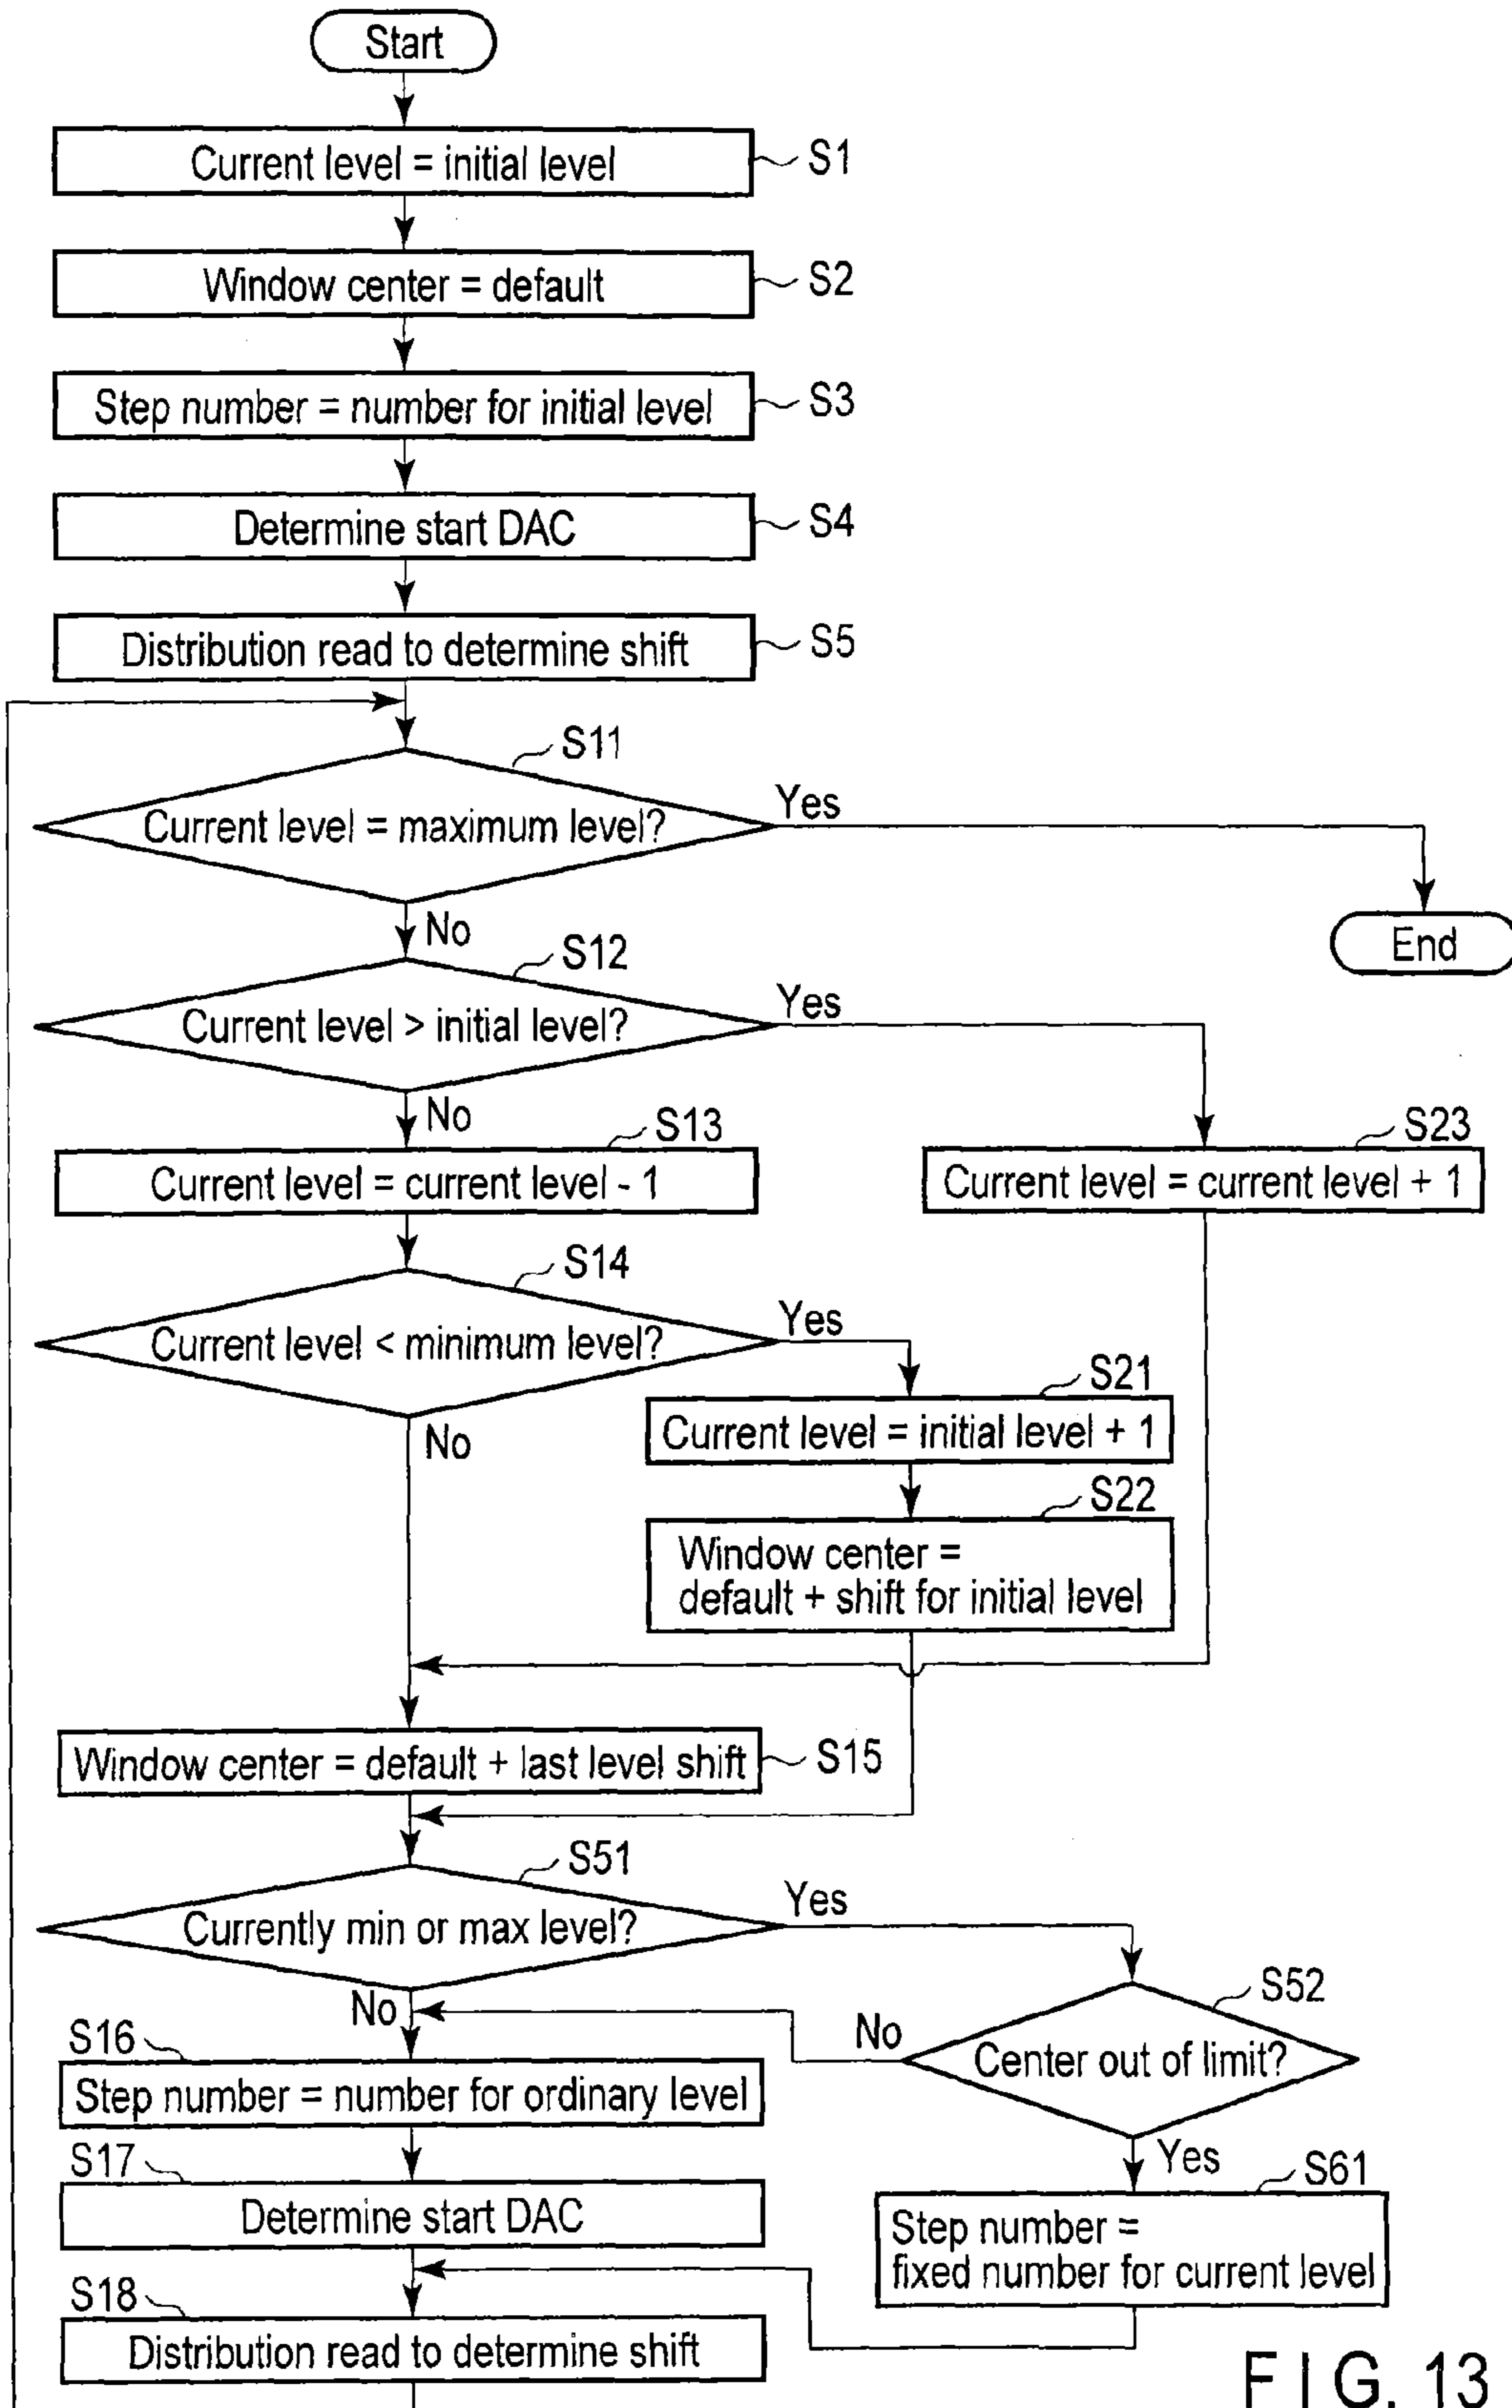 Start
Current level = initial level
S1
Window center = default
S2
Step number = number for initial level
S3
Determine start DAC
S4
Distribution read to determine shift
S5
S11
Current level = maximum level?
Yes
No
End
S12
Current level > initial level?
Yes
No
S13
Current level = current level - 1
S23
Current level = current level + 1
S14
Current level < minimum level?
Yes
No
S21
Current level = initial level + 1
S22
Window center =
default + shift for initial level
Window center = default + last level shift
S15
S51
Currently min or max level?
Yes
No
S52
Center out of limit?
No
Yes
S16
Step number = number for ordinary level
S17
Determine start DAC
S61
Step number =
fixed number for current level
S18
Distribution read to determine shift
FIG. 13